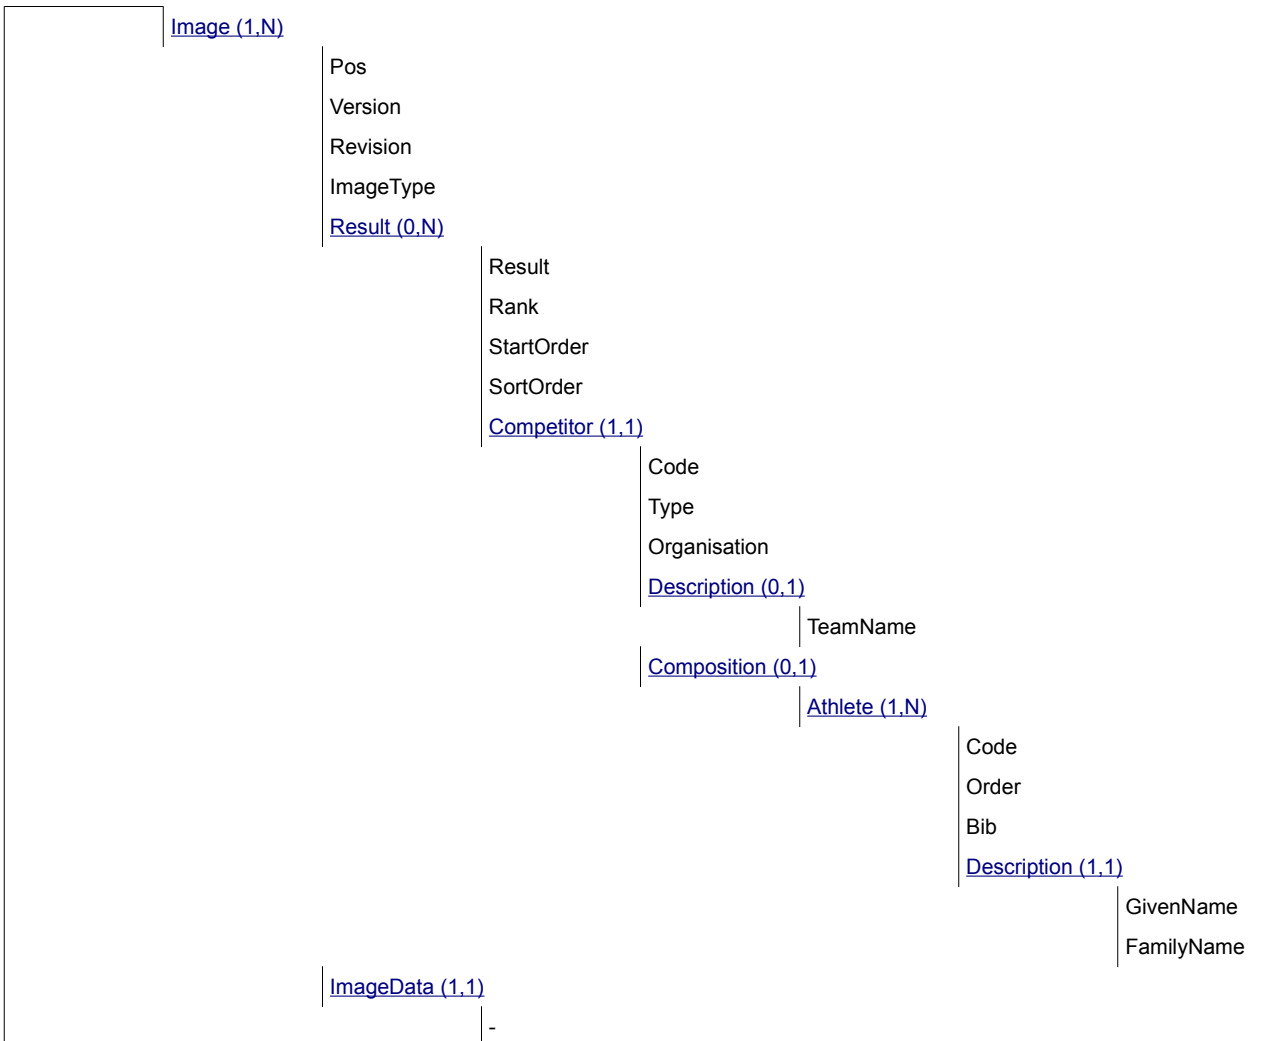 Image (1,N)
Pos
Version
Revision
ImageType
Result (0,N)
Result
Rank
StartOrder
SortOrder
Competitor (1,1)
Code
Type
Organisation
Description (0,1)
TeamName
Composition (0,1)
Athlete (1,N)
Code
Order
Bib
Description (1,1)
GivenName
FamilyName
ImageData (1,1)
-